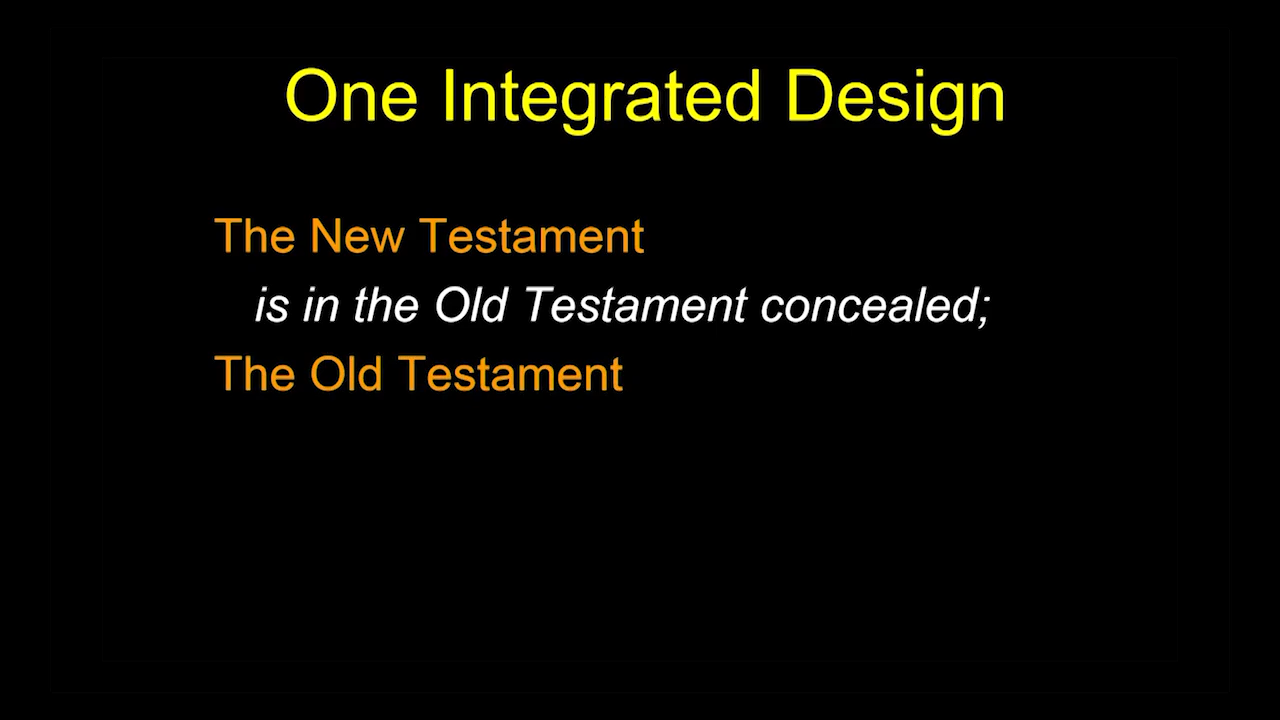 One Integrated Design
The New Testament
is in the Old Testament concealed;
The Old Testament